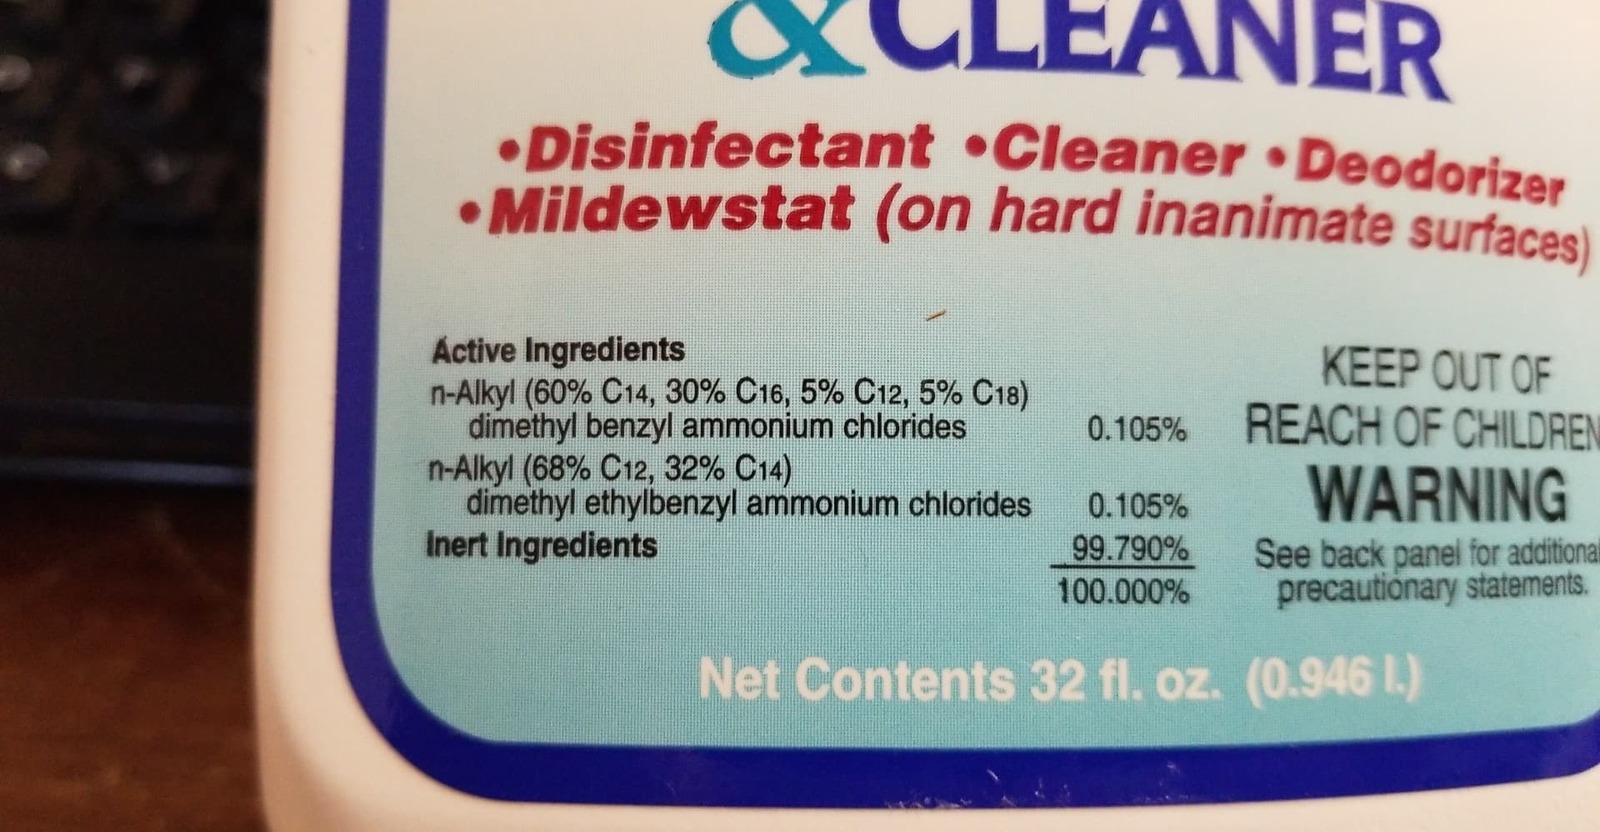 & CLEANER
•Disinfectant •Cleaner •Deodorizer
•Mildewstat (on hard inanimate surfaces)
Active Ingredients
n-Alkyl (60% C14, 30% C16, 5% C12, 5% C18)
dimethyl benzyl ammonium chlorides 0.105%
n-Alkyl (68% C12, 32% C14)
dimethyl ethylbenzyl ammonium chlorides 0.105%
Inert Ingredients 99.790%
100.000%
KEEP OUT OF
REACH OF CHILDREN
WARNING
See back panel for additional
precautionary statements.
Net Contents 32 fl. oz. (0.946 l.)